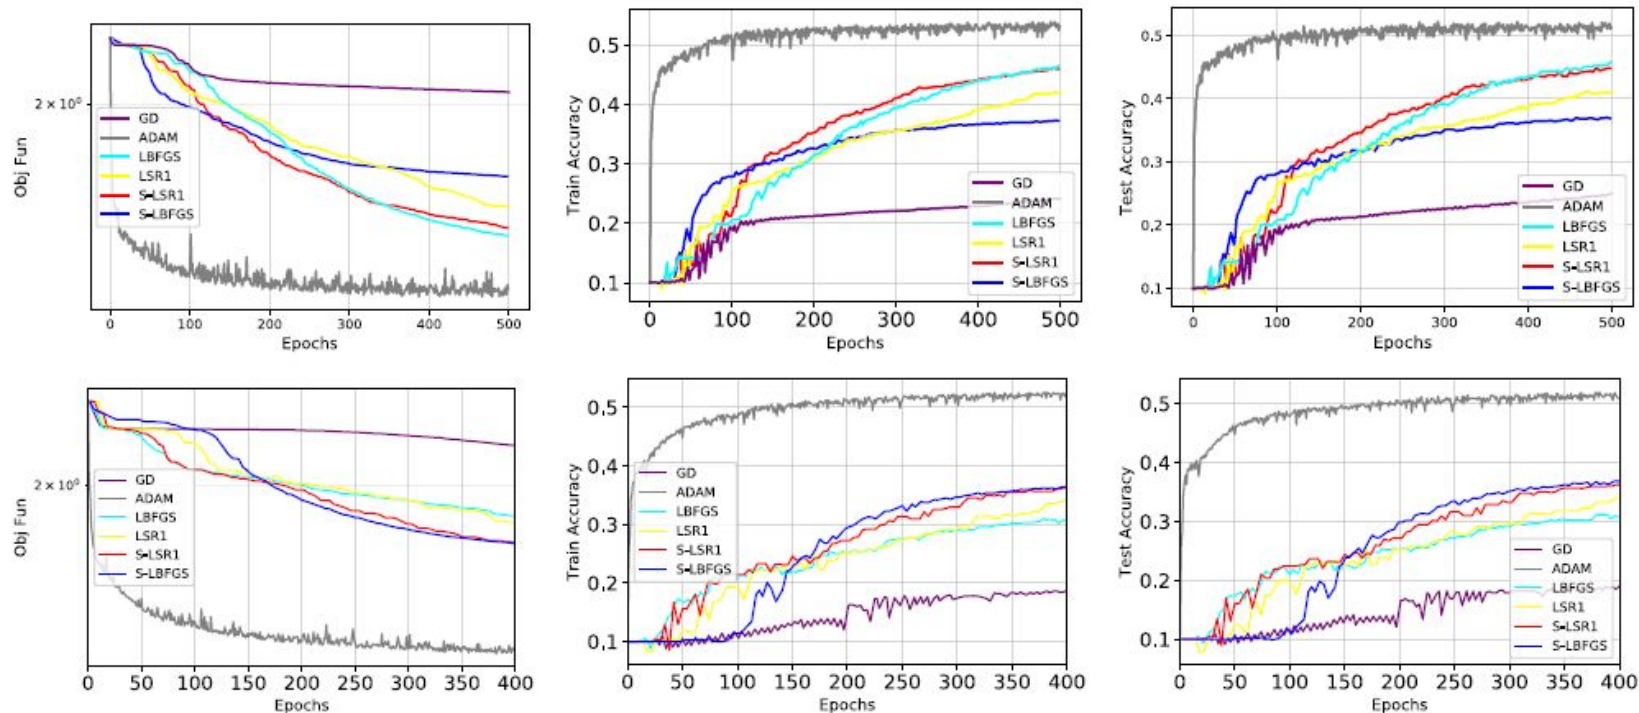 Obj Fun
2 × 10⁰
GD
ADAM
LBFGS
LSR1
S-LSR1
S-LBFGS
0 100 200 300 400 500
Epochs
Train Accuracy
0.5
0.4
0.3
0.2
0.1
GD
ADAM
LBFGS
LSR1
S-LSR1
S-LBFGS
0 100 200 300 400 500
Epochs
Test Accuracy
0.5
0.4
0.3
0.2
0.1
GD
ADAM
LBFGS
LSR1
S-LSR1
S-LBFGS
0 100 200 300 400 500
Epochs
Obj Fun
2 × 10⁰
GD
ADAM
LBFGS
LSR1
S-LSR1
S-LBFGS
0 50 100 150 200 250 300 350 400
Epochs
Train Accuracy
0.5
0.4
0.3
0.2
0.1
GD
ADAM
LBFGS
LSR1
S-LSR1
S-LBFGS
0 50 100 150 200 250 300 350 400
Epochs
Test Accuracy
0.5
0.4
0.3
0.2
0.1
GD
ADAM
LBFGS
LSR1
S-LSR1
S-LBFGS
0 50 100 150 200 250 300 350 400
Epochs